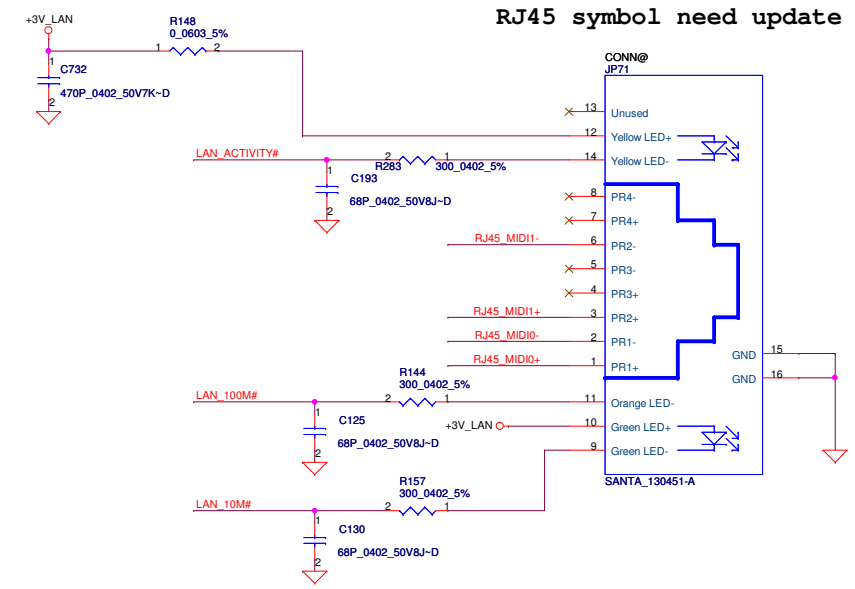 RJ45 symbol need update
+3V_LAN
R148
0_0603_5%
1
2
1
C732
470P_0402_50V7K~D
2
CONN@
JP71
13
Unused
12
Yellow LED+
LAN_ACTIVITY#
2
1
14
Yellow LED-
R283
300_0402_5%
1
C193
68P_0402_50V8J~D
2
8
PR4-
7
PR4+
RJ45_MIDI1-
6
PR2-
5
PR3-
4
PR3+
RJ45_MIDI1+
3
PR2+
RJ45_MIDI0-
2
PR1-
RJ45_MIDI0+
1
PR1+
GND
15
GND
16
R144
300_0402_5%
LAN_100M#
2
1
11
Orange LED-
1
C125
68P_0402_50V8J~D
2
+3V_LAN
10
Green LED+
9
Green LED-
SANTA_130451-A
R157
300_0402_5%
LAN_10M#
2
1
1
C130
68P_0402_50V8J~D
2